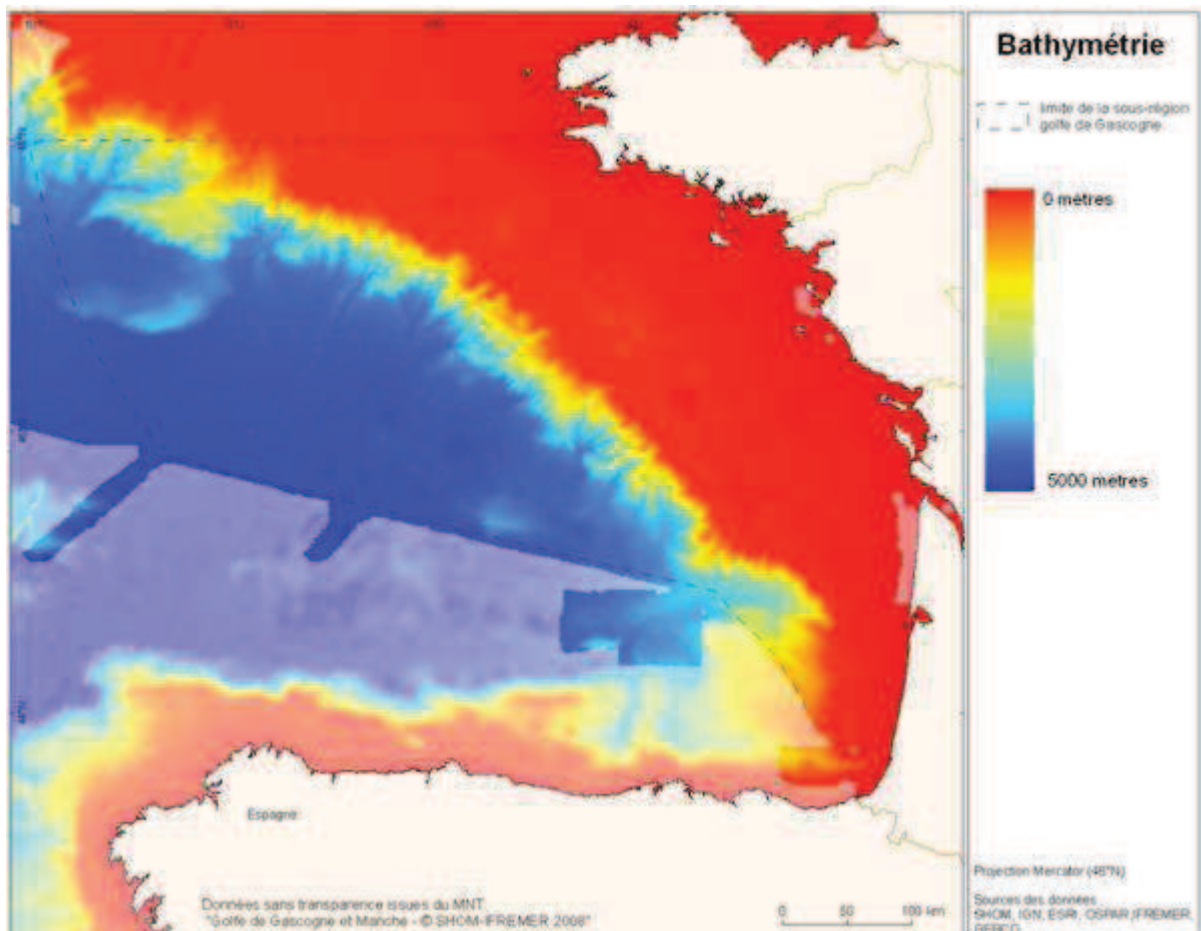 Bathymétrie
limite de la sous-région
golfe de Gascogne
0 mètres
5000 mètres
Espagne
Données sans transparence issues du MNT
"Golfe de Gascogne et Manche - © SHOM-IFREMER 2008"
0 50 100 km
Projection Mercator (46°N)
Sources des données
SHOM, IGN, ESRI, OSPAR, IFREMER,
GEBCO